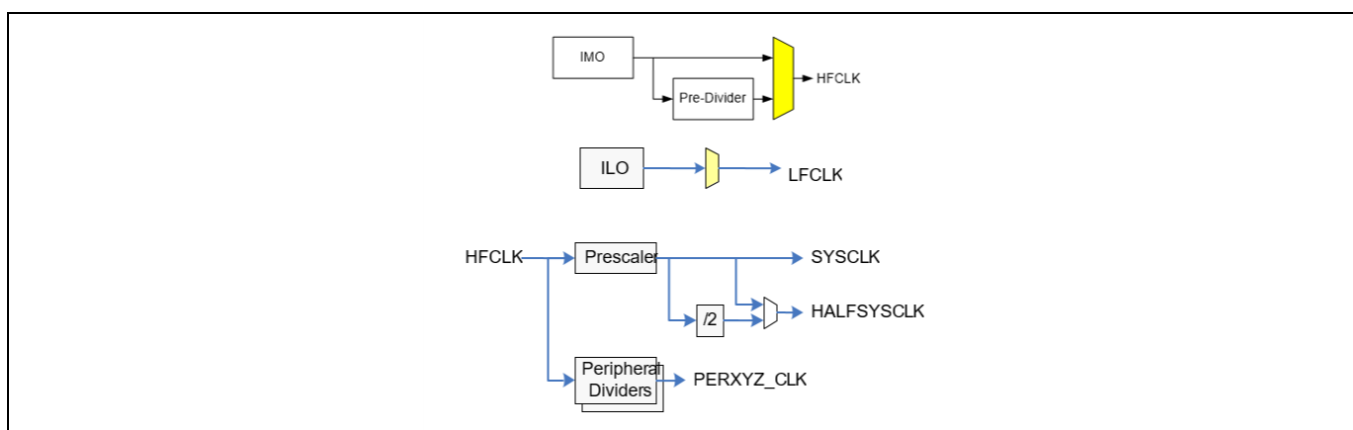 IMO
Pre-Divider
HFCLK
ILO
LFCLK
HFCLK
Prescaler
SYSCLK
/2
HALFSYSCLK
Peripheral
Dividers
PERXYZ_CLK